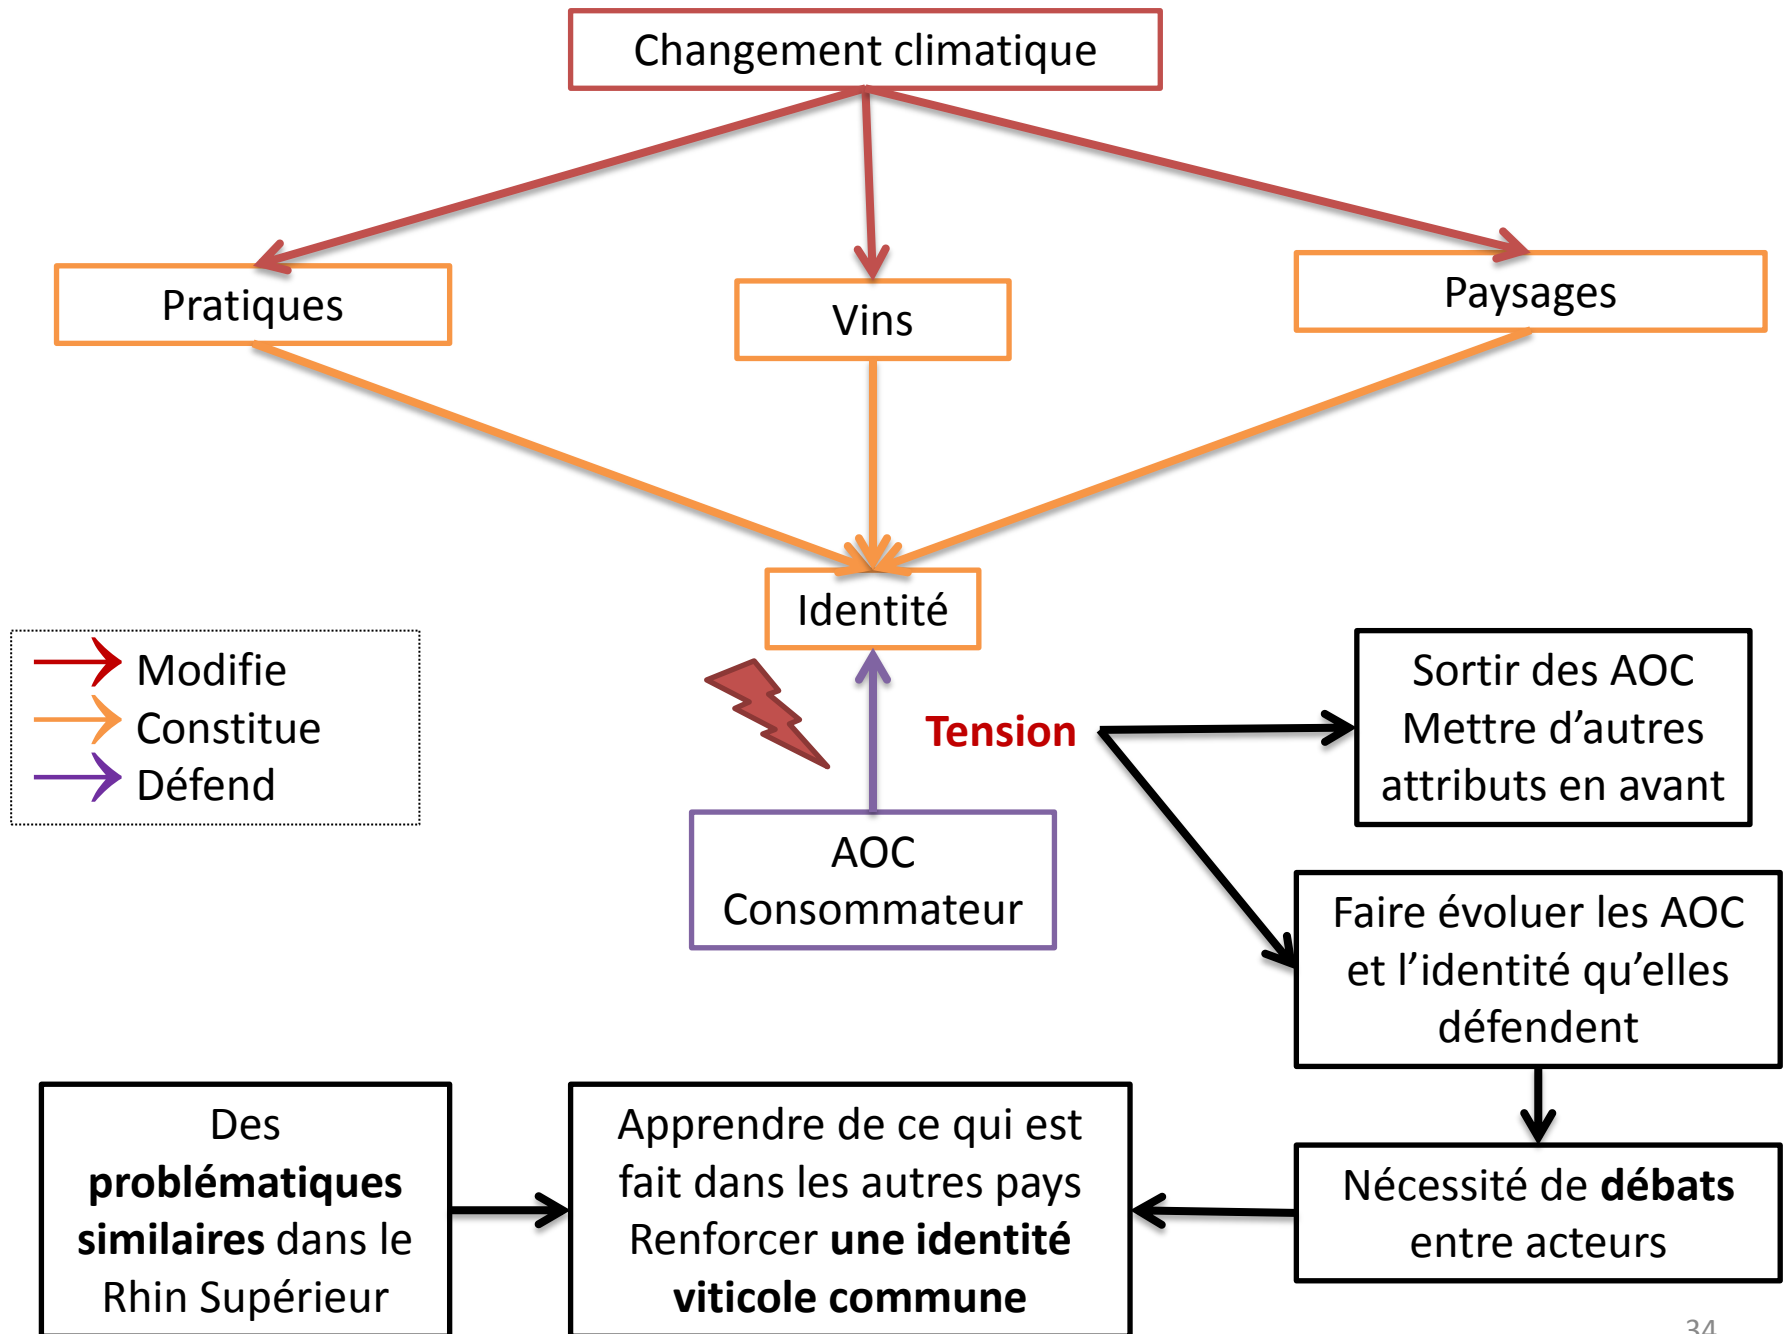 Changement climatique
Pratiques
Vins
Paysages
Identité
Modifie
Constitue
Défend
Tension
AOC
Consommateur
Sortir des AOC
Mettre d’autres
attributs en avant
Faire évoluer les AOC
et l’identité qu’elles
défendent
Des
problématiques
similaires dans le
Rhin Supérieur
Apprendre de ce qui est
fait dans les autres pays
Renforcer une identité
viticole commune
Nécessité de débats
entre acteurs
34